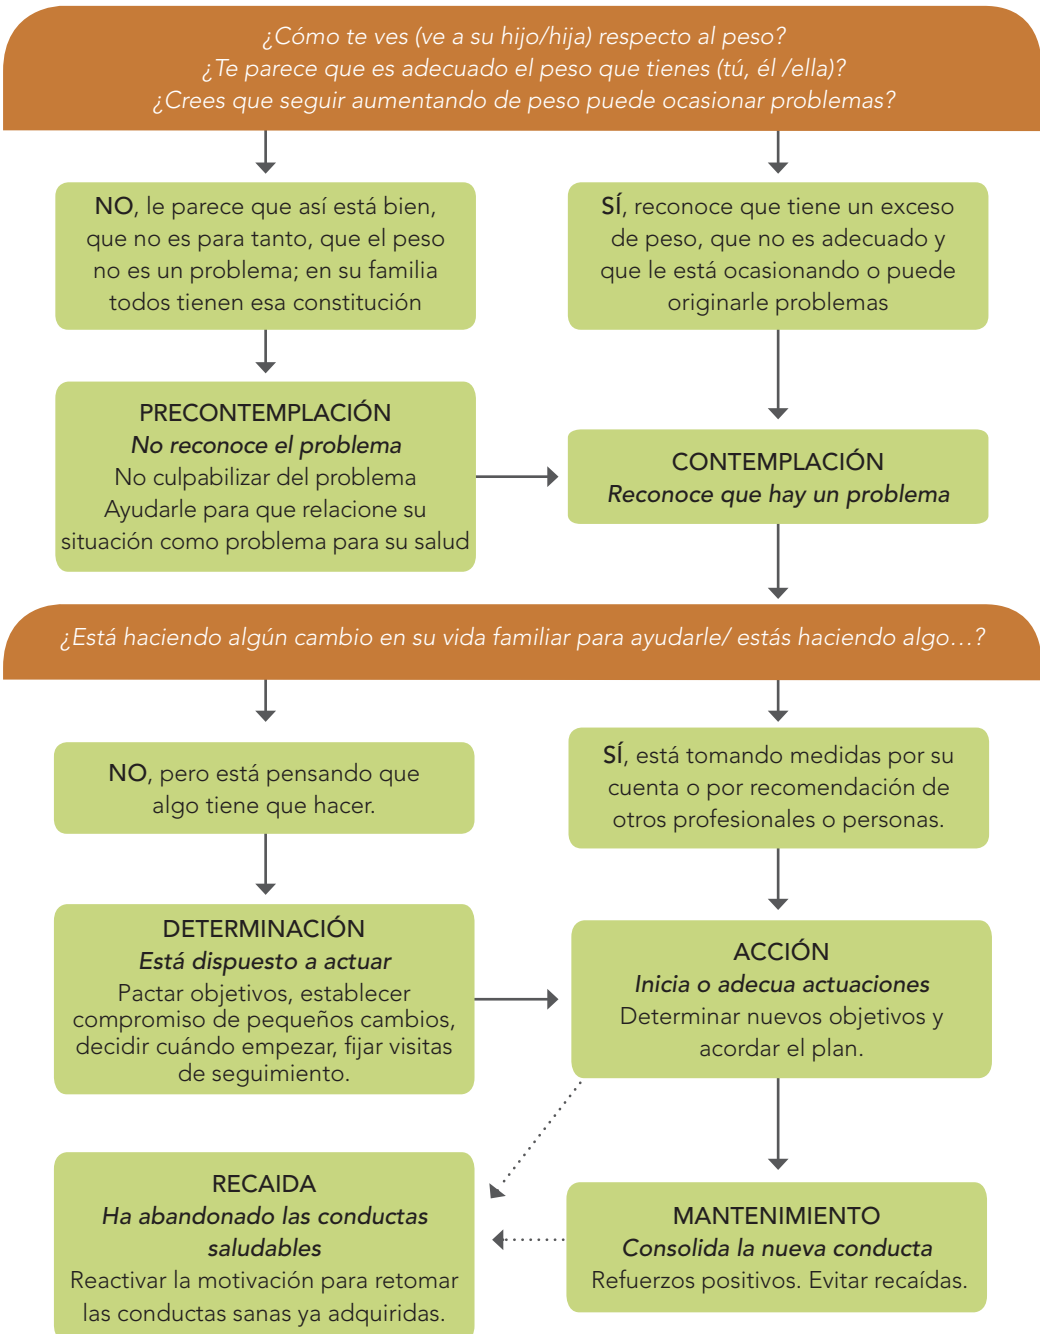 ¿Cómo te ves (ve a su hijo/hija) respecto al peso?
¿Te parece que es adecuado el peso que tienes (tú, él /ella)?
¿Crees que seguir aumentando de peso puede ocasionar problemas?
NO, le parece que así está bien,
que no es para tanto, que el peso
no es un problema; en su familia
todos tienen esa constitución
SÍ, reconoce que tiene un exceso
de peso, que no es adecuado y
que le está ocasionando o puede
originarle problemas
PRECONTEMPLACIÓN
No reconoce el problema
No culpabilizar del problema
Ayudarle para que relacione su
situación como problema para su salud
CONTEMPLACIÓN
Reconoce que hay un problema
¿Está haciendo algún cambio en su vida familiar para ayudarle/ estás haciendo algo...?
NO, pero está pensando que
algo tiene que hacer.
SÍ, está tomando medidas por su
cuenta o por recomendación de
otros profesionales o personas.
DETERMINACIÓN
Está dispuesto a actuar
Pactar objetivos, establecer
compromiso de pequeños cambios,
decidir cuándo empezar, fijar visitas
de seguimiento.
ACCIÓN
Inicia o adecua actuaciones
Determinar nuevos objetivos y
acordar el plan.
RECAIDA
Ha abandonado las conductas
saludables
Reactivar la motivación para retomar
las conductas sanas ya adquiridas.
MANTENIMIENTO
Consolida la nueva conducta
Refuerzos positivos. Evitar recaídas.